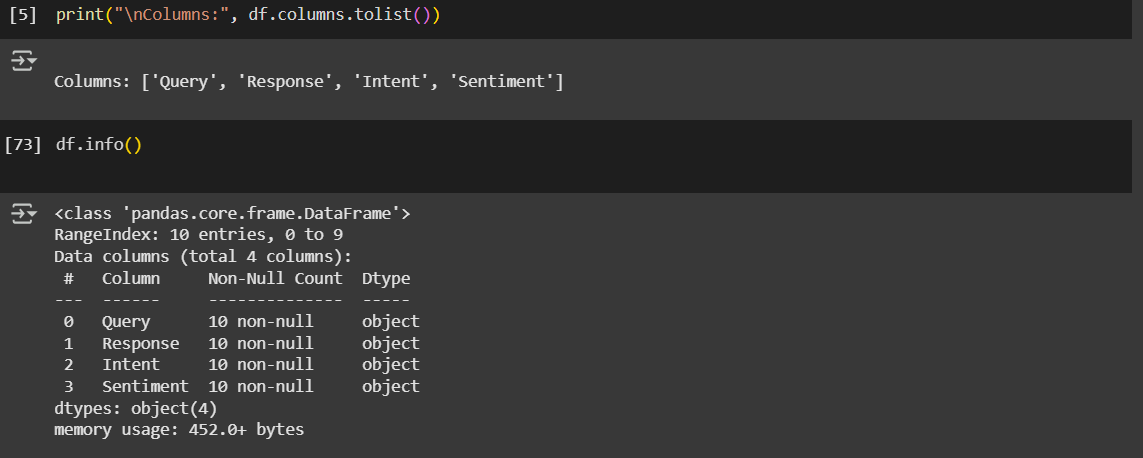 [5] print("\nColumns:", df.columns.tolist())
Columns: ['Query', 'Response', 'Intent', 'Sentiment']
[73] df.info()
<class 'pandas.core.frame.DataFrame'>
RangeIndex: 10 entries, 0 to 9
Data columns (total 4 columns):
 #   Column     Non-Null Count  Dtype
---  ------     --------------  -----
 0   Query      10 non-null     object
 1   Response   10 non-null     object
 2   Intent     10 non-null     object
 3   Sentiment  10 non-null     object
dtypes: object(4)
memory usage: 452.0+ bytes